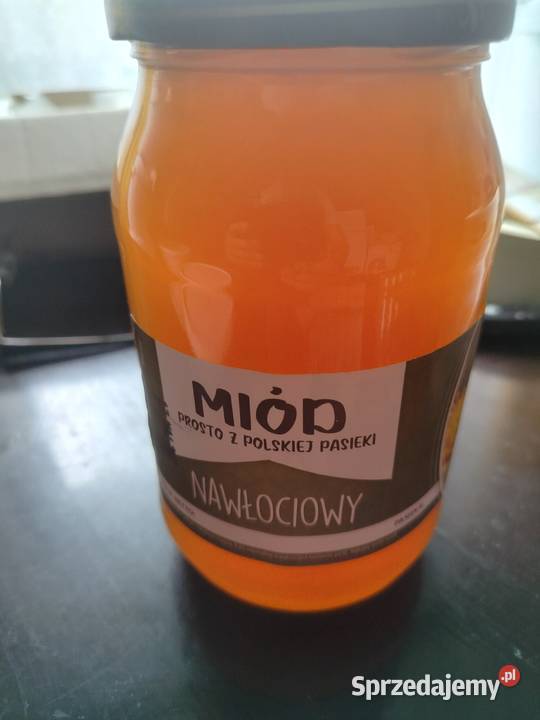 MIÓD
PROSTO Z POLSKIEJ PASIEKI
NAWŁOCIOWY
Sprzedajemy.pl